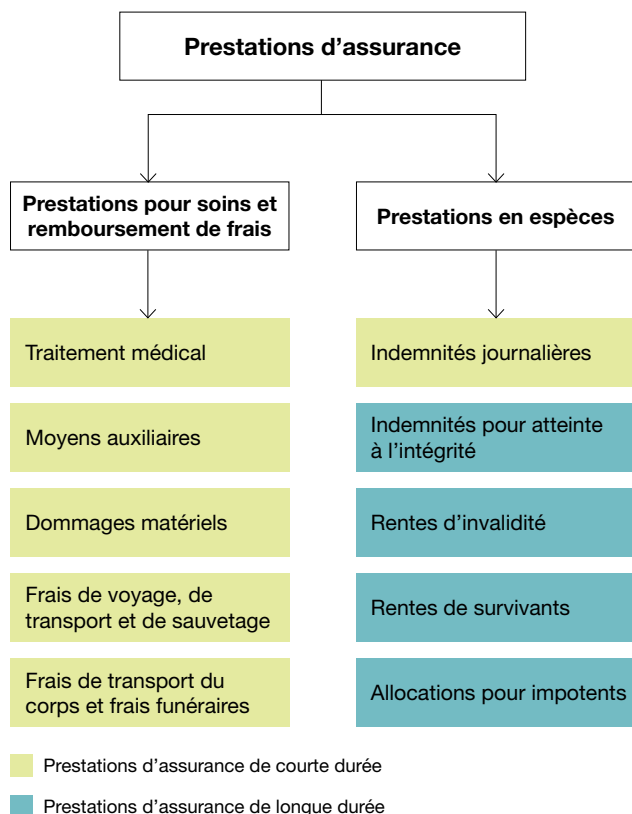 Prestations d’assurance
Prestations pour soins et
remboursement de frais
Prestations en espèces
Traitement médical
Moyens auxiliaires
Dommages matériels
Frais de voyage, de
transport et de sauvetage
Frais de transport du
corps et frais funéraires
Indemnités journalières
Indemnités pour atteinte
à l’intégrité
Rentes d’invalidité
Rentes de survivants
Allocations pour impotents
Prestations d’assurance de courte durée
Prestations d’assurance de longue durée